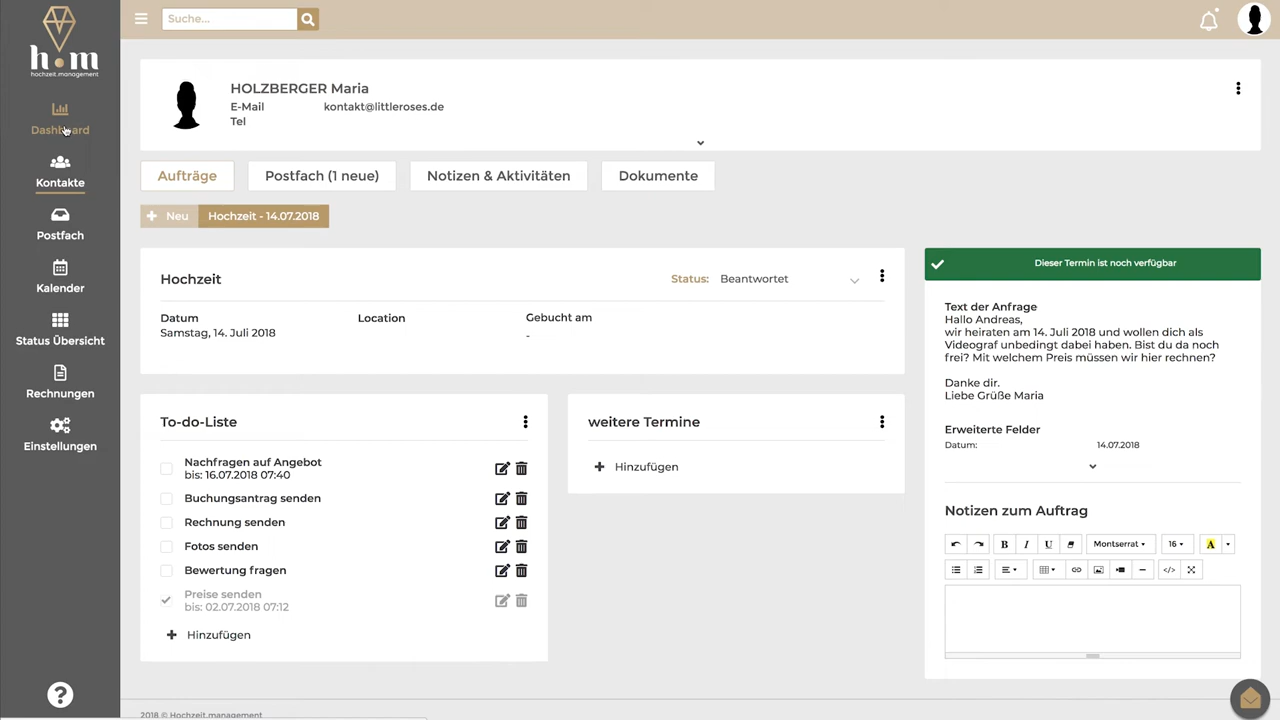 Suche...
h.m
hochzeit.management
Dashboard
Kontakte
Postfach
Kalender
Status Übersicht
Rechnungen
Einstellungen
?
HOLZBERGER Maria
E-Mail kontakt@littleroses.de
Tel
Aufträge Postfach (1 neue) Notizen & Aktivitäten Dokumente
+ Neu Hochzeit - 14.07.2018
Hochzeit Status: Beantwortet
Datum Location Gebucht am
Samstag, 14. Juli 2018 -
To-do-Liste
Nachfragen auf Angebot
bis: 16.07.2018 07:40
Buchungsantrag senden
Rechnung senden
Fotos senden
Bewertung fragen
Preise senden
bis: 02.07.2018 07:12
+ Hinzufügen
weitere Termine
+ Hinzufügen
Dieser Termin ist noch verfügbar
Text der Anfrage
Hallo Andreas,
wir heiraten am 14. Juli 2018 und wollen dich als
Videograf unbedingt dabei haben. Bist du da noch
frei? Mit welchem Preis müssen wir hier rechnen?
Danke dir.
Liebe Grüße Maria
Erweiterte Felder
Datum: 14.07.2018
Notizen zum Auftrag
B I U Montserrat 16 A
</>
2018 © Hochzeit.management